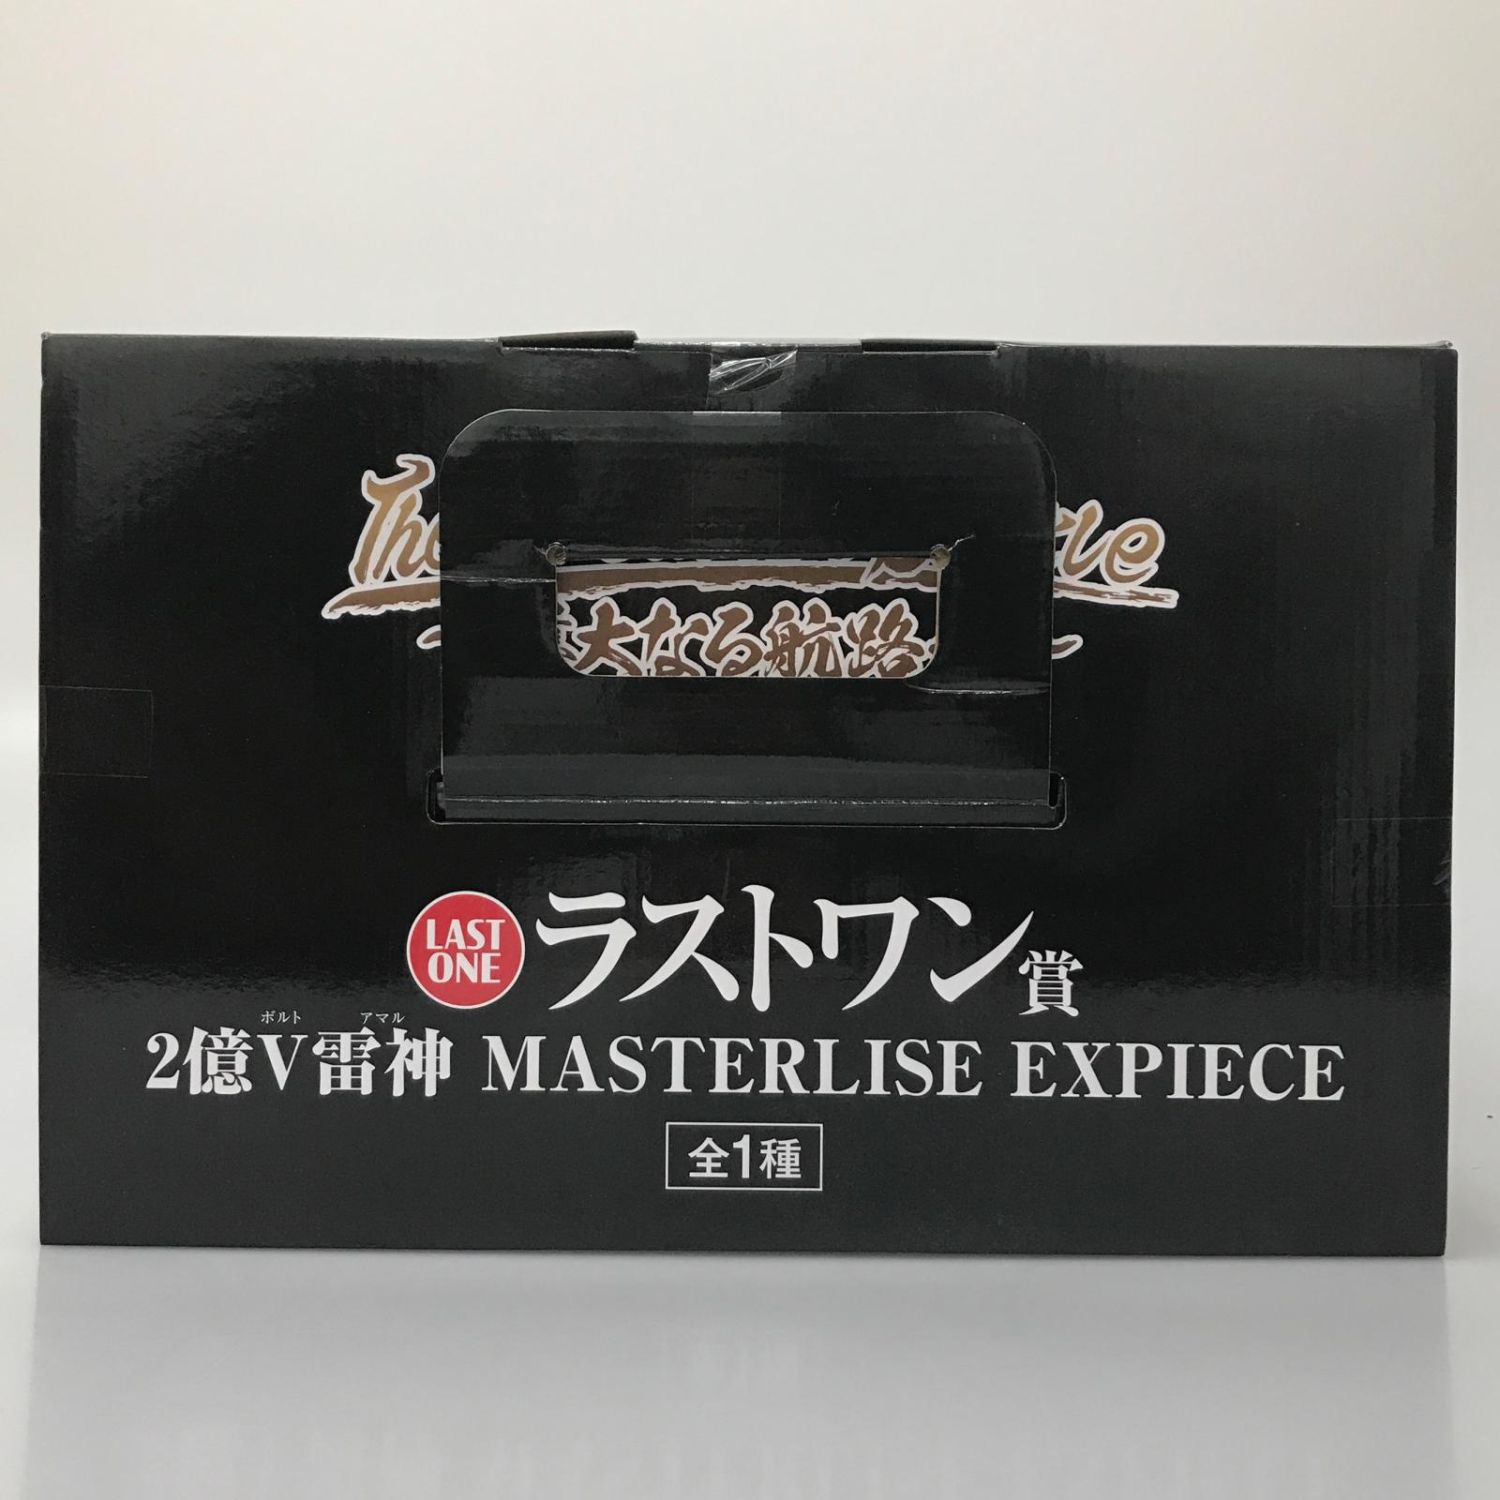 The
大なる航路
LAST
ONE
ラストワン賞
ボルト アマル
2億V雷神 MASTERLISE EXPIECE
全1種